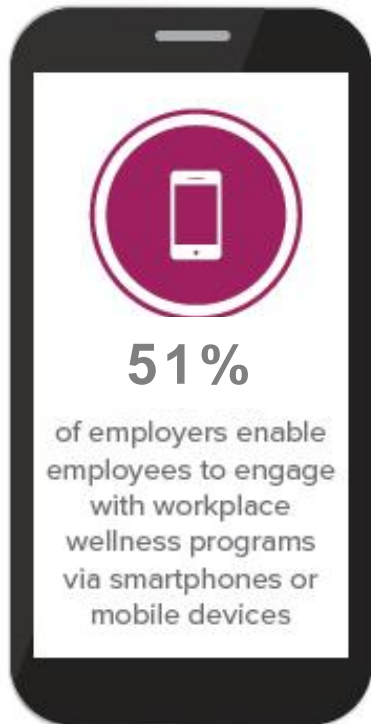 51%
of employers enable
employees to engage
with workplace
wellness programs
via smartphones or
mobile devices